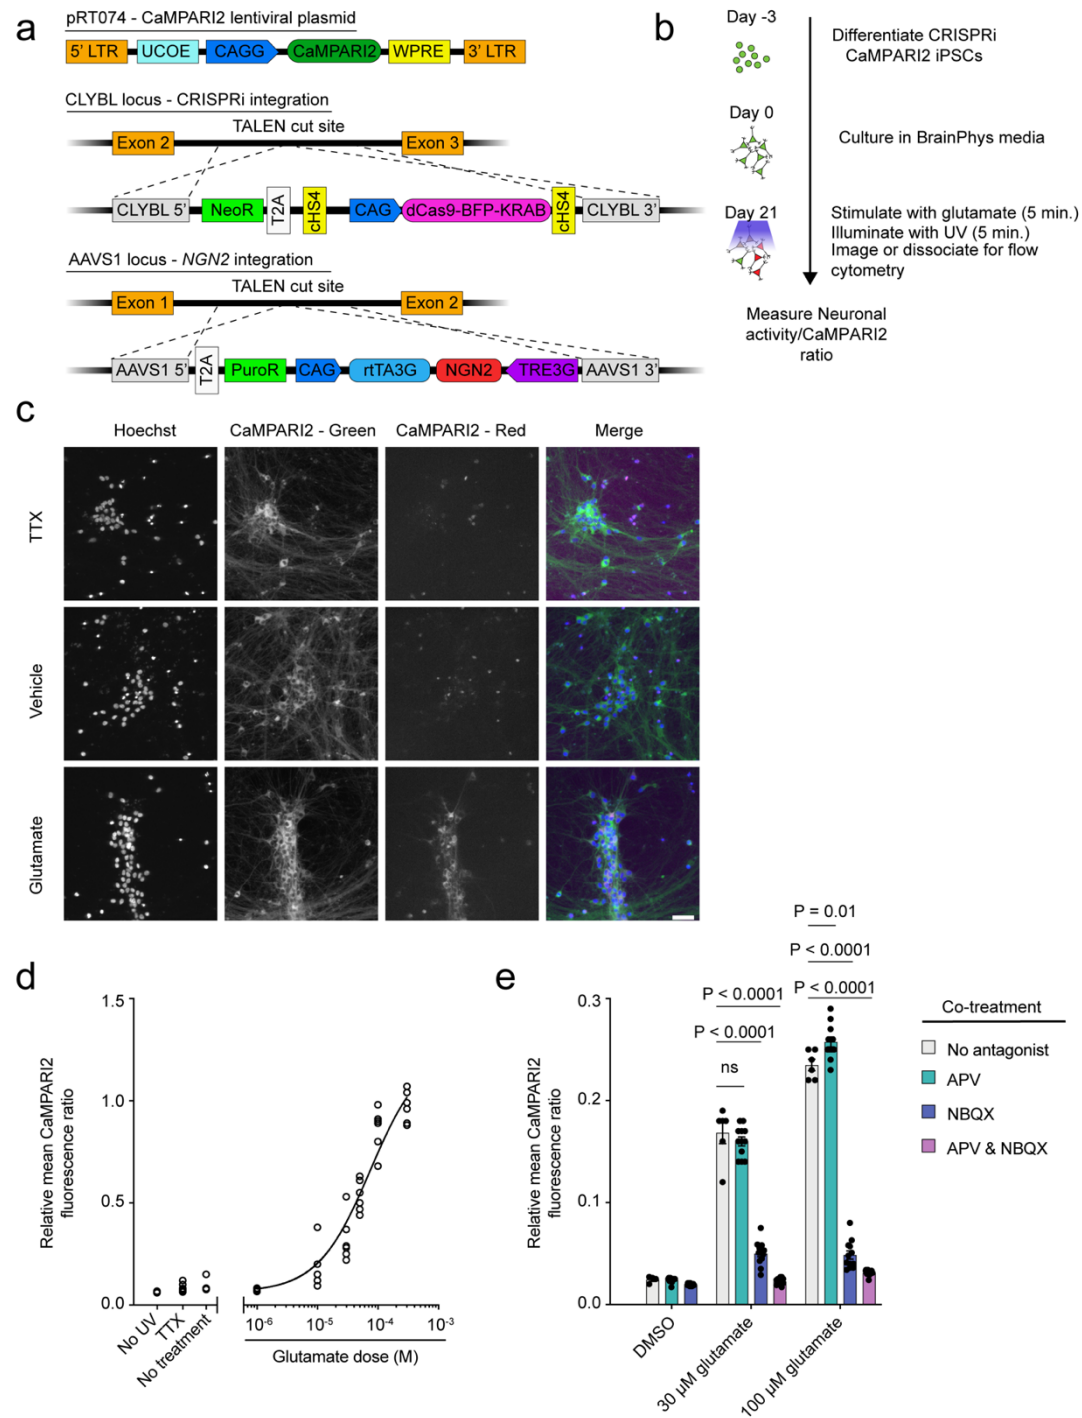 a
pRT074 - CaMPARI2 lentiviral plasmid
5' LTR UCOE CAGG CaMPARI2 WPRE 3' LTR
CLYBL locus - CRISPRi integration
TALEN cut site
Exon 2 Exon 3
CLYBL 5' NeoR T2A cHS4 CAG dCas9-BFP-KRAB cHS4 CLYBL 3'
AAVS1 locus - NGN2 integration
TALEN cut site
Exon 1 Exon 2
AAVS1 5' T2A PuroR CAG rtTA3G NGN2 TRE3G AAVS1 3'
b
Day -3
Differentiate CRISPRi
CaMPARI2 iPSCs
Day 0
Culture in BrainPhys media
Day 21
Stimulate with glutamate (5 min.)
Illuminate with UV (5 min.)
Image or dissociate for flow
cytometry
Measure Neuronal
activity/CaMPARI2
ratio
c
Hoechst CaMPARI2 - Green CaMPARI2 - Red Merge
TTX
Vehicle
Glutamate
d
Relative mean CaMPARI2
fluorescence ratio
1.5
1.0
0.5
0.0
No UV
TTX
No treatment
10-6 10-5 10-4 10-3
Glutamate dose (M)
e
Relative mean CaMPARI2
fluorescence ratio
0.3
0.2
0.1
0.0
P = 0.01
P < 0.0001
P < 0.0001
P < 0.0001
P < 0.0001
ns
DMSO
30 µM glutamate
100 µM glutamate
Co-treatment
No antagonist
APV
NBQX
APV & NBQX